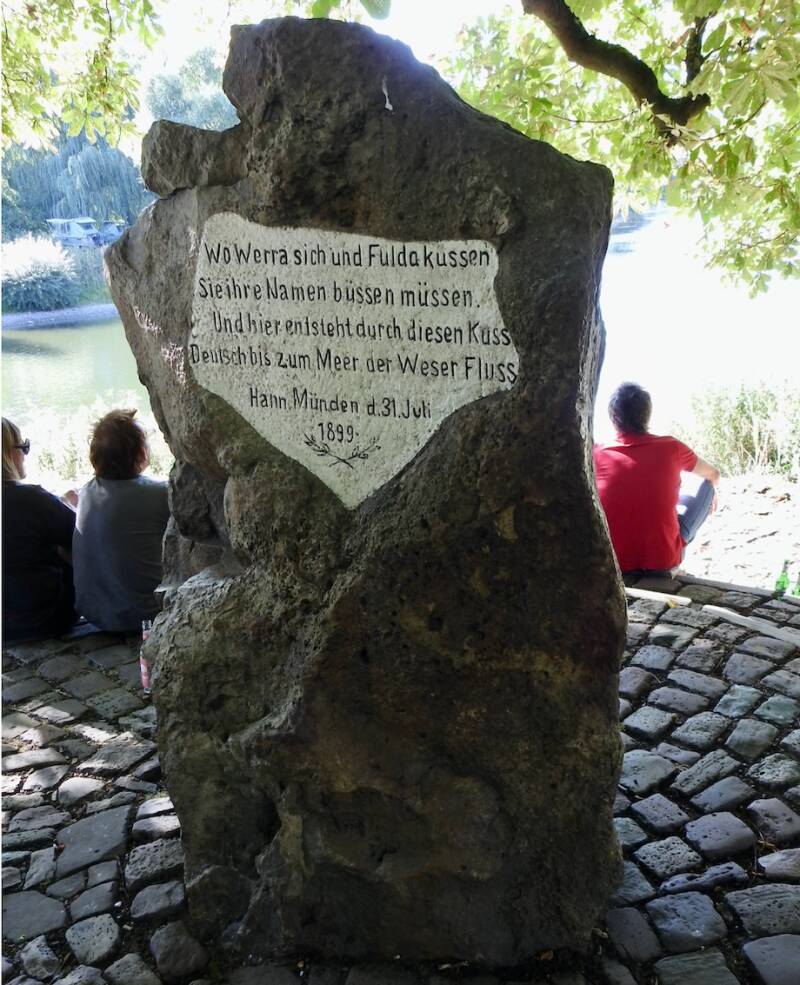 Wo Werra sich und Fulda küssen
Sie ihre Namen büssen müssen.
Und hier entsteht durch diesen Kuss
Deutsch bis zum Meer der Weser Fluss
Hann. Münden d. 31. Juli
1899.